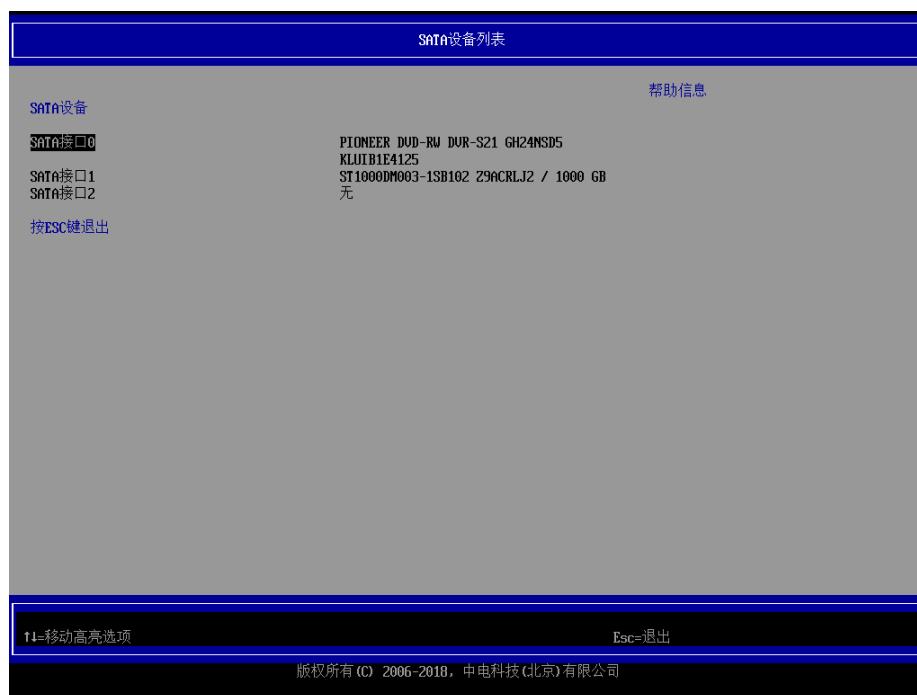 SATA设备列表
帮助信息
SATA设备
SATA接口0 PIONEER DVD-RW DVR-S21 GH24NSD5
KLUIB1E4125
SATA接口1 ST1000DM003-1SB102 Z9ACRLJ2 / 1000 GB
SATA接口2 无
按ESC键退出
↑↓=移动高亮选项 Esc=退出
版权所有(C) 2006-2018, 中电科技(北京)有限公司